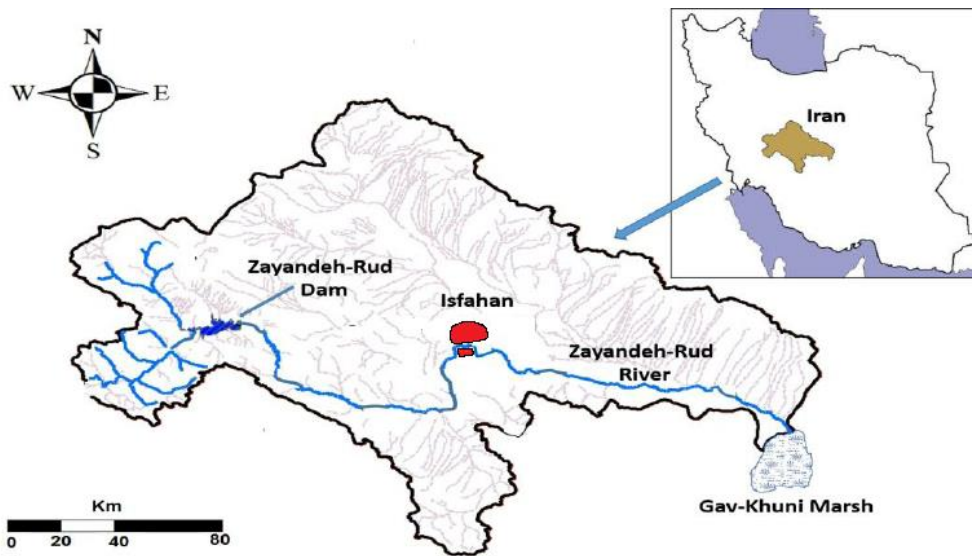 N
W
E
S
Iran
Zayandeh-Rud
Dam
Isfahan
Zayandeh-Rud
River
Gav-Khuni Marsh
Km
0 20 40 80